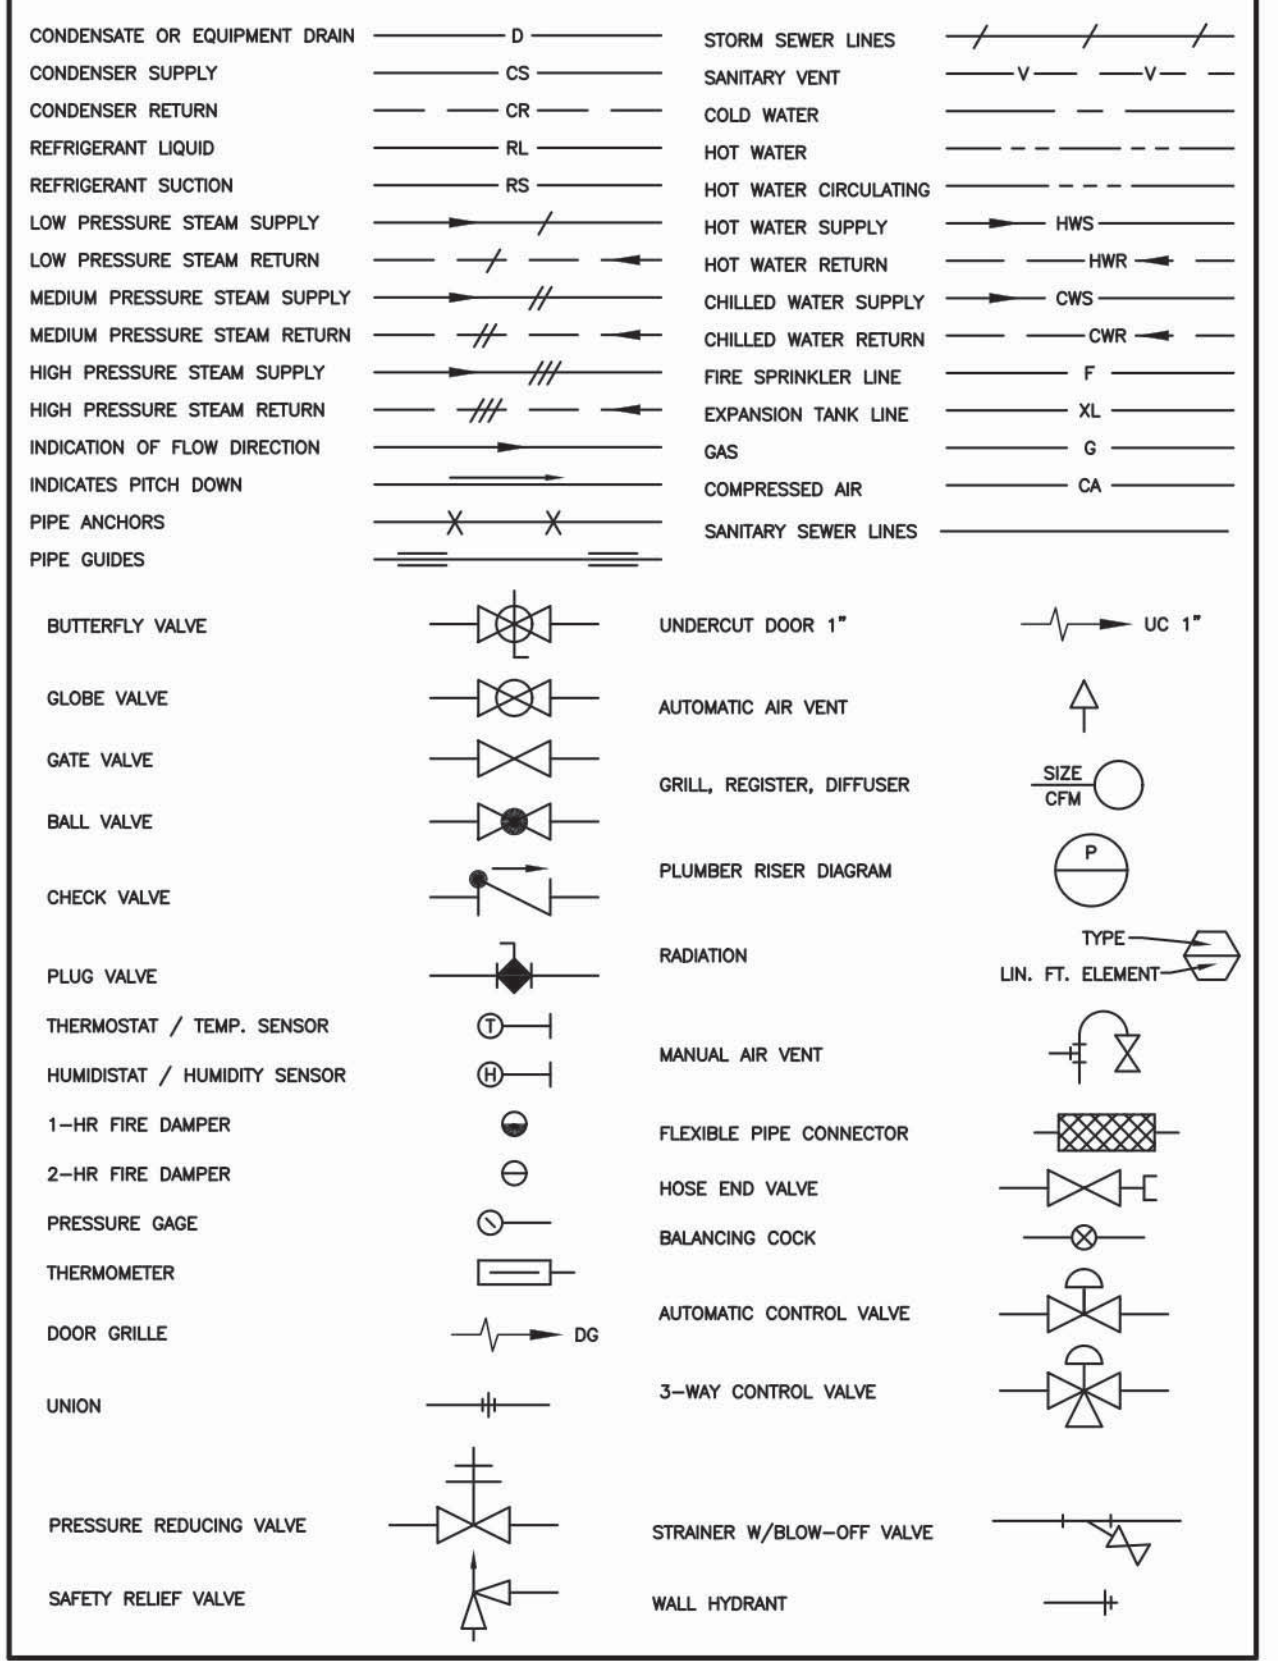 CONDENSATE OR EQUIPMENT DRAIN D
CONDENSER SUPPLY CS
CONDENSER RETURN CR
REFRIGERANT LIQUID RL
REFRIGERANT SUCTION RS
LOW PRESSURE STEAM SUPPLY
LOW PRESSURE STEAM RETURN
MEDIUM PRESSURE STEAM SUPPLY
MEDIUM PRESSURE STEAM RETURN
HIGH PRESSURE STEAM SUPPLY
HIGH PRESSURE STEAM RETURN
INDICATION OF FLOW DIRECTION
INDICATES PITCH DOWN
PIPE ANCHORS
PIPE GUIDES
STORM SEWER LINES
SANITARY VENT V V
COLD WATER
HOT WATER
HOT WATER CIRCULATING
HOT WATER SUPPLY HWS
HOT WATER RETURN HWR
CHILLED WATER SUPPLY CWS
CHILLED WATER RETURN CWR
FIRE SPRINKLER LINE F
EXPANSION TANK LINE XL
GAS G
COMPRESSED AIR CA
SANITARY SEWER LINES
BUTTERFLY VALVE
GLOBE VALVE
GATE VALVE
BALL VALVE
CHECK VALVE
PLUG VALVE
THERMOSTAT / TEMP. SENSOR T
HUMIDISTAT / HUMIDITY SENSOR H
1-HR FIRE DAMPER
2-HR FIRE DAMPER
PRESSURE GAGE
THERMOMETER
DOOR GRILLE DG
UNION
PRESSURE REDUCING VALVE
SAFETY RELIEF VALVE
UNDERCUT DOOR 1" UC 1"
AUTOMATIC AIR VENT
GRILL, REGISTER, DIFFUSER SIZE
CFM
PLUMBER RISER DIAGRAM P
RADIATION TYPE
LIN. FT. ELEMENT
MANUAL AIR VENT
FLEXIBLE PIPE CONNECTOR
HOSE END VALVE
BALANCING COCK
AUTOMATIC CONTROL VALVE
3-WAY CONTROL VALVE
STRAINER W/BLOW-OFF VALVE
WALL HYDRANT